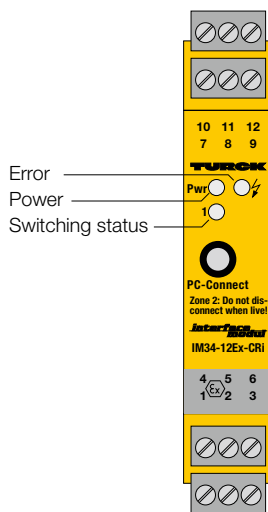 10 11 12
7 8 9
TURCK
Error
Power
Switching status
Pwr
1
PC-Connect
Zone 2: Do not dis-
connect when live!
interface
modul
IM34-12Ex-CRi
4 Ex 5 6
1 2 3